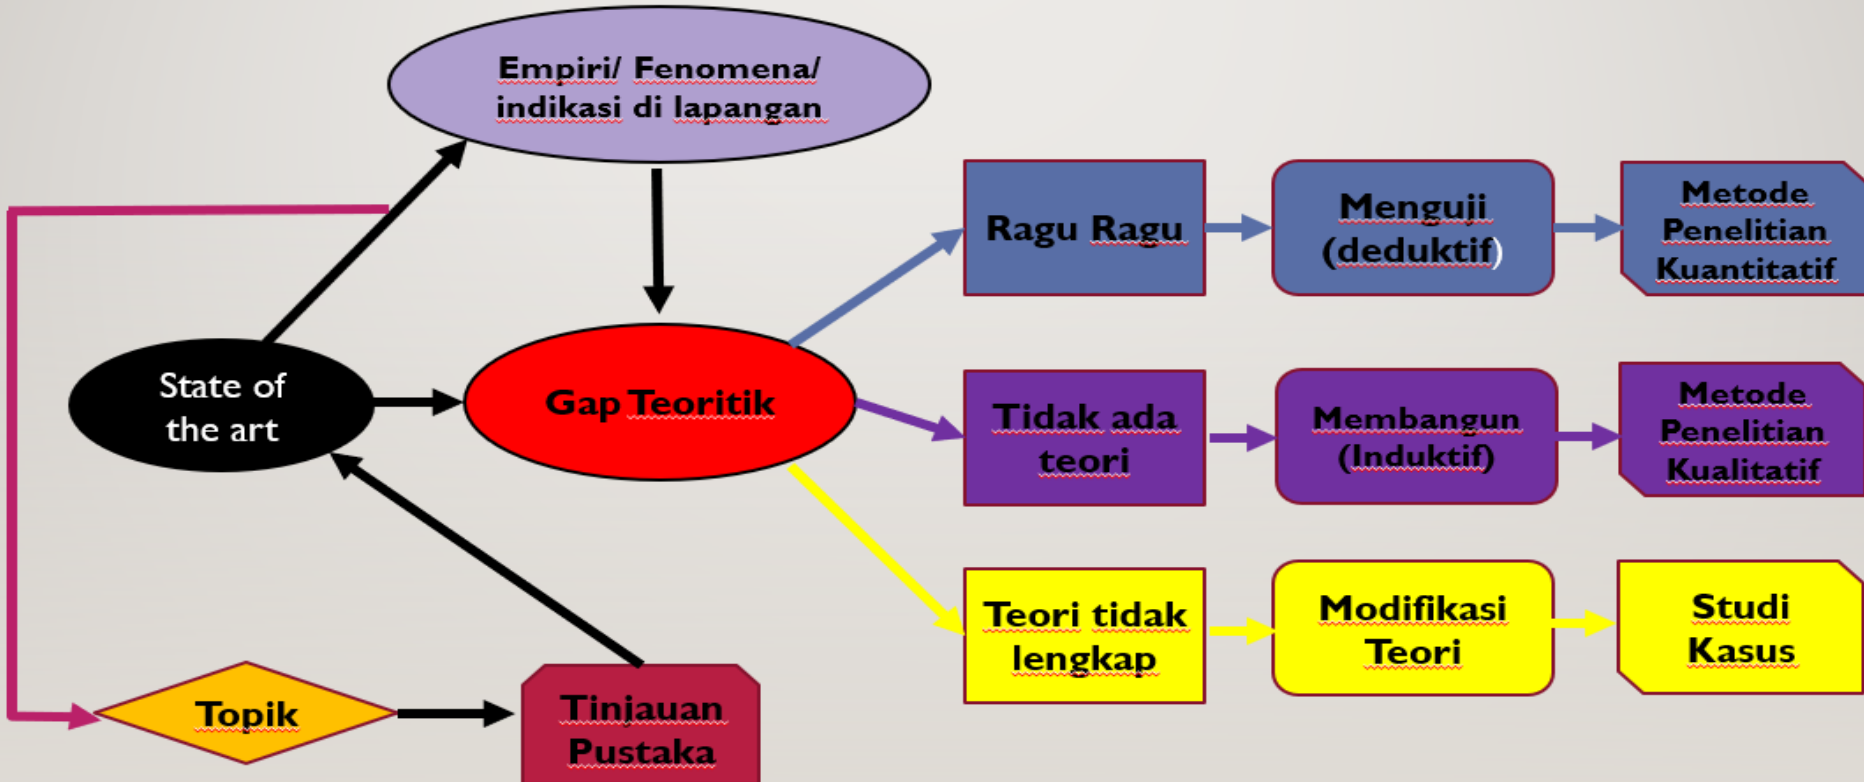 Empiri/ Fenomena/
indikasi di lapangan
Ragu Ragu
Menguji
(deduktif)
Metode
Penelitian
Kuantitatif
State of
the art
Gap Teoritik
Tidak ada
teori
Membangun
(Induktif)
Metode
Penelitian
Kualitatif
Teori tidak
lengkap
Modifikasi
Teori
Studi
Kasus
Topik
Tinjauan
Pustaka